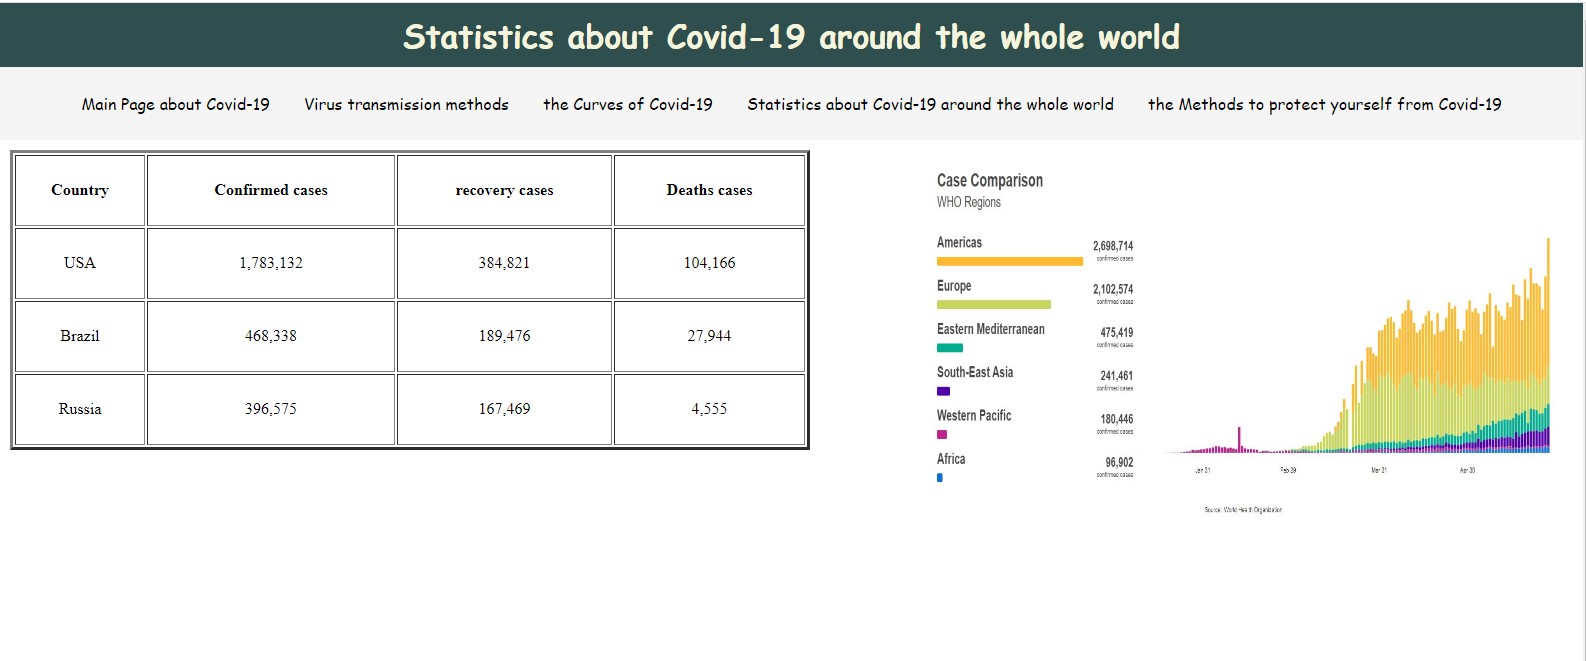 Statistics about Covid-19 around the whole world
Main Page about Covid-19 Virus transmission methods the Curves of Covid-19 Statistics about Covid-19 around the whole world the Methods to protect yourself from Covid-19
Country Confirmed cases recovery cases Deaths cases
USA 1,783,132 384,821 104,166
Brazil 468,338 189,476 27,944
Russia 396,575 167,469 4,555
Case Comparison
WHO Regions
Americas 2,698,714
confirmed cases
Europe 2,102,574
confirmed cases
Eastern Mediterranean 475,419
confirmed cases
South-East Asia 241,461
confirmed cases
Western Pacific 180,446
confirmed cases
Africa 96,902
confirmed cases
Jan 31 Feb 29 Mar 31 Apr 30
Source: World Health Organization